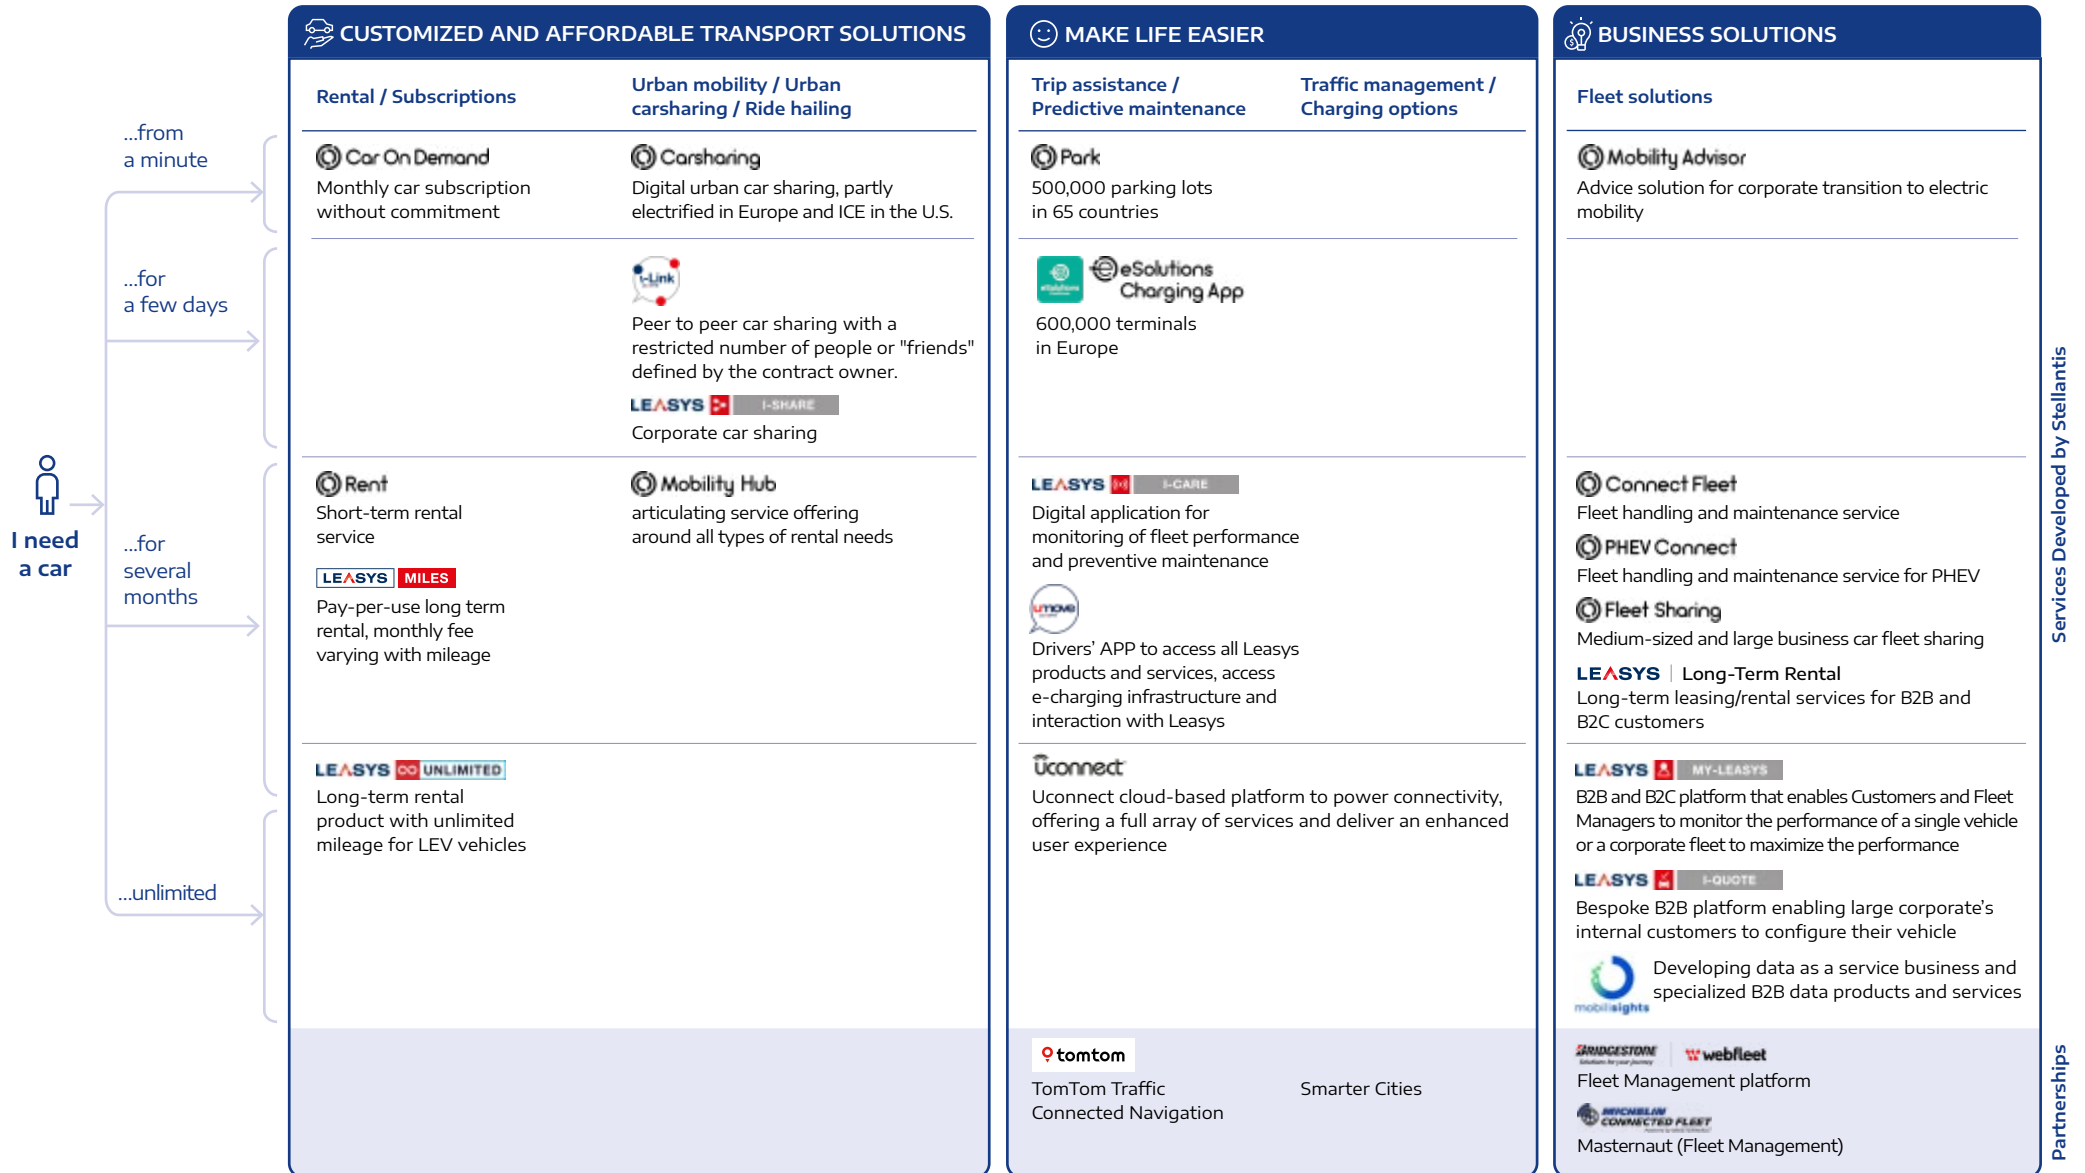 I need
a car
...from
a minute
...for
a few days
...for
several
months
...unlimited
CUSTOMIZED AND AFFORDABLE TRANSPORT SOLUTIONS
Rental / Subscriptions
Urban mobility / Urban
carsharing / Ride hailing
Car On Demand
Monthly car subscription
without commitment
Carsharing
Digital urban car sharing, partly
electrified in Europe and ICE in the U.S.
i-Link
Peer to peer car sharing with a
restricted number of people or "friends"
defined by the contract owner.
LEASYS I-SHARE
Corporate car sharing
Rent
Short-term rental
service
LEASYS MILES
Pay-per-use long term
rental, monthly fee
varying with mileage
Mobility Hub
articulating service offering
around all types of rental needs
LEASYS UNLIMITED
Long-term rental
product with unlimited
mileage for LEV vehicles
MAKE LIFE EASIER
Trip assistance /
Predictive maintenance
Traffic management /
Charging options
Park
500,000 parking lots
in 65 countries
eSolutions
Charging App
600,000 terminals
in Europe
LEASYS I-CARE
Digital application for
monitoring of fleet performance
and preventive maintenance
umove
Drivers' APP to access all Leasys
products and services, access
e-charging infrastructure and
interaction with Leasys
uconnect
Uconnect cloud-based platform to power connectivity,
offering a full array of services and deliver an enhanced
user experience
tomtom
TomTom Traffic
Connected Navigation
Smarter Cities
BUSINESS SOLUTIONS
Fleet solutions
Mobility Advisor
Advice solution for corporate transition to electric
mobility
Connect Fleet
Fleet handling and maintenance service
PHEV Connect
Fleet handling and maintenance service for PHEV
Fleet Sharing
Medium-sized and large business car fleet sharing
LEASYS | Long-Term Rental
Long-term leasing/rental services for B2B and
B2C customers
LEASYS MY-LEASYS
B2B and B2C platform that enables Customers and Fleet
Managers to monitor the performance of a single vehicle
or a corporate fleet to maximize the performance
LEASYS I-QUOTE
Bespoke B2B platform enabling large corporate's
internal customers to configure their vehicle
mobilisights
Developing data as a service business and
specialized B2B data products and services
BRIDGESTONE
Solutions for your journey
webfleet
Fleet Management platform
MICHELIN
CONNECTED FLEET
Masternaut (Fleet Management)
Services Developed by Stellantis
Partnerships